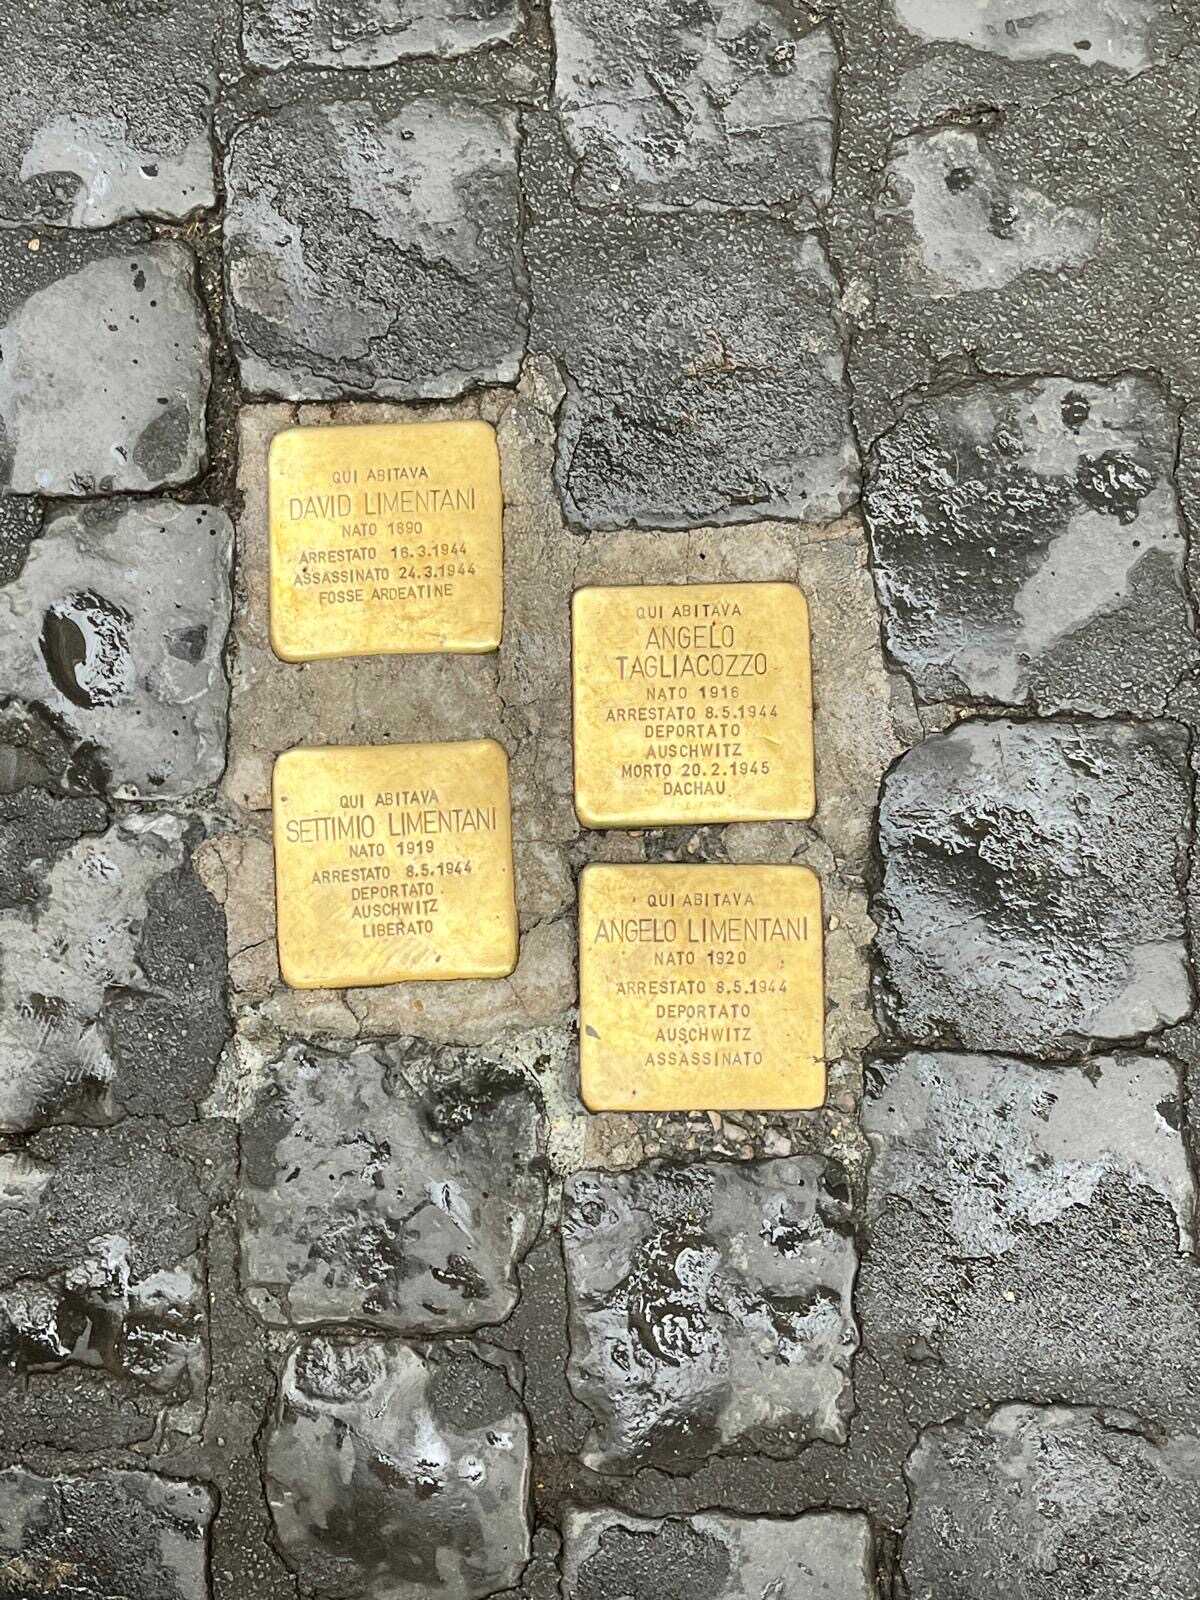 QUI ABITAVA
DAVID LIMENTANI
NATO 1890
ARRESTATO 16.3.1944
ASSASSINATO 24.3.1944
FOSSE ARDEATINE
QUI ABITAVA
ANGELO
TAGLIACOZZO
NATO 1916
ARRESTATO 8.5.1944
DEPORTATO
AUSCHWITZ
MORTO 20.2.1945
DACHAU
QUI ABITAVA
SETTIMIO LIMENTANI
NATO 1919
ARRESTATO 8.5.1944
DEPORTATO
AUSCHWITZ
LIBERATO
QUI ABITAVA
ANGELO LIMENTANI
NATO 1920
ARRESTATO 8.5.1944
DEPORTATO
AUSCHWITZ
ASSASSINATO